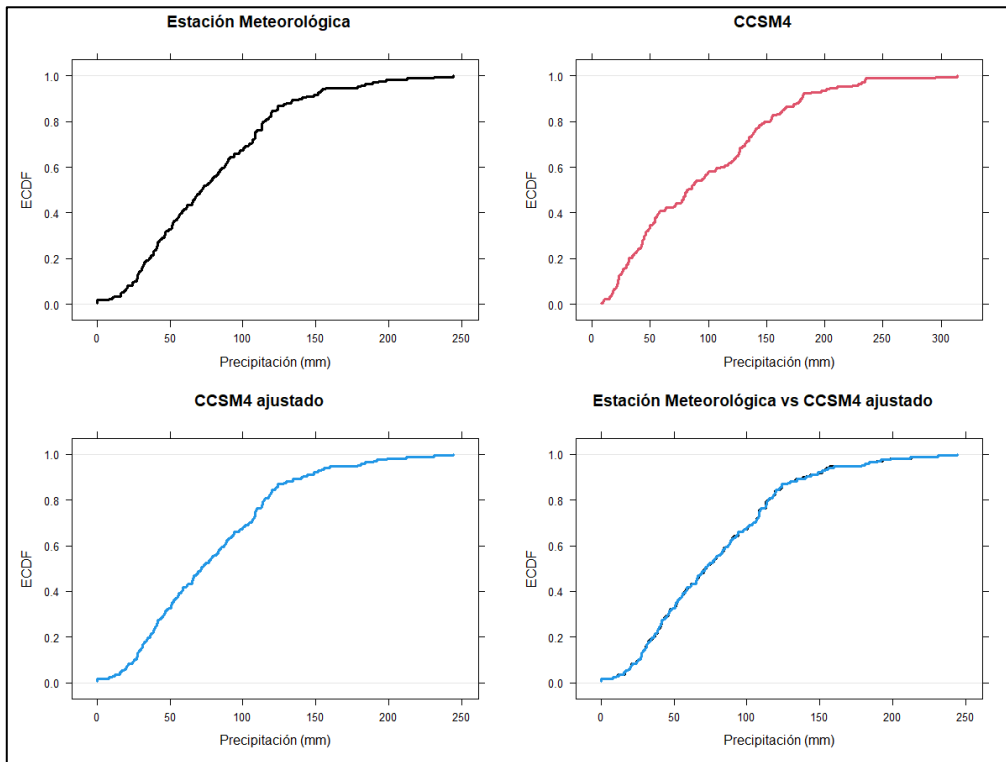 Estación Meteorológica
1.0
0.8
0.6
0.4
0.2
0.0
ECDF
0 50 100 150 200 250
Precipitación (mm)
CCSM4
1.0
0.8
0.6
0.4
0.2
0.0
ECDF
0 50 100 150 200 250 300
Precipitación (mm)
CCSM4 ajustado
1.0
0.8
0.6
0.4
0.2
0.0
ECDF
0 50 100 150 200 250
Precipitación (mm)
Estación Meteorológica vs CCSM4 ajustado
1.0
0.8
0.6
0.4
0.2
0.0
ECDF
0 50 100 150 200 250
Precipitación (mm)